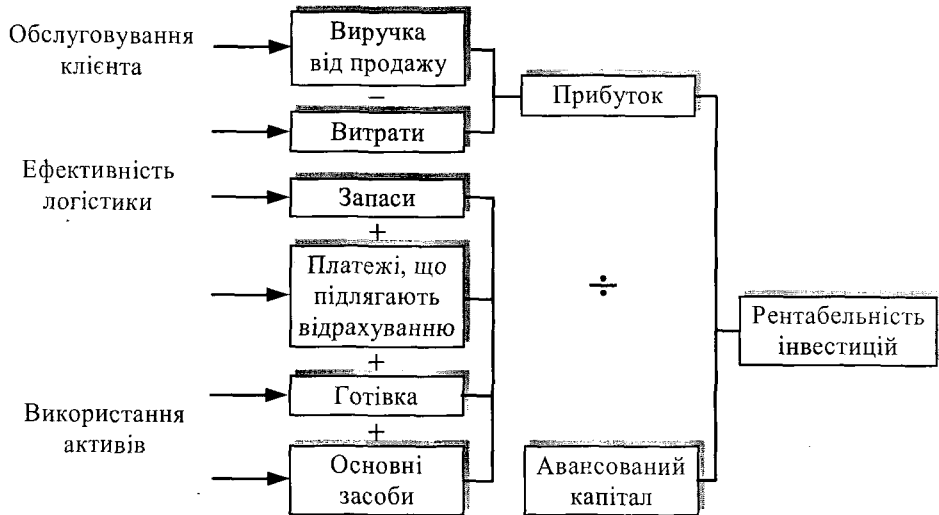 Обслуговування
клієнта
Виручка
від продажу
−
Витрати
Прибуток
Ефективність
логістики
Запаси
+
Платежі, що
підлягають
відрахуванню
÷
Рентабельність
інвестицій
+
Готівка
+
Використання
активів
Основні
засоби
Авансований
капітал